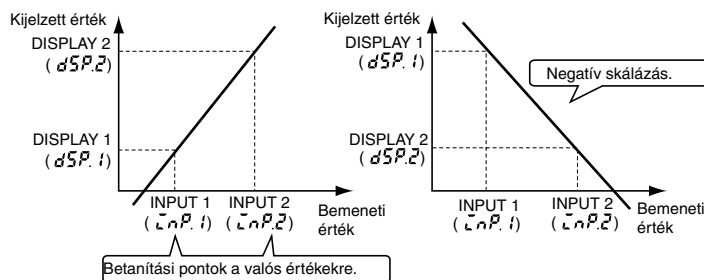 Kijelzett érték
DISPLAY 2
(dSP.2)
DISPLAY 1
(dSP.1)
INPUT 1
(inP.1)
INPUT 2
(inP.2)
Bemeneti
érték
Betanítási pontok a valós értékekre.
Kijelzett érték
DISPLAY 1
(dSP.1)
DISPLAY 2
(dSP.2)
Negatív skálázás.
INPUT 1
(inP.1)
INPUT 2
(inP.2)
Bemeneti
érték